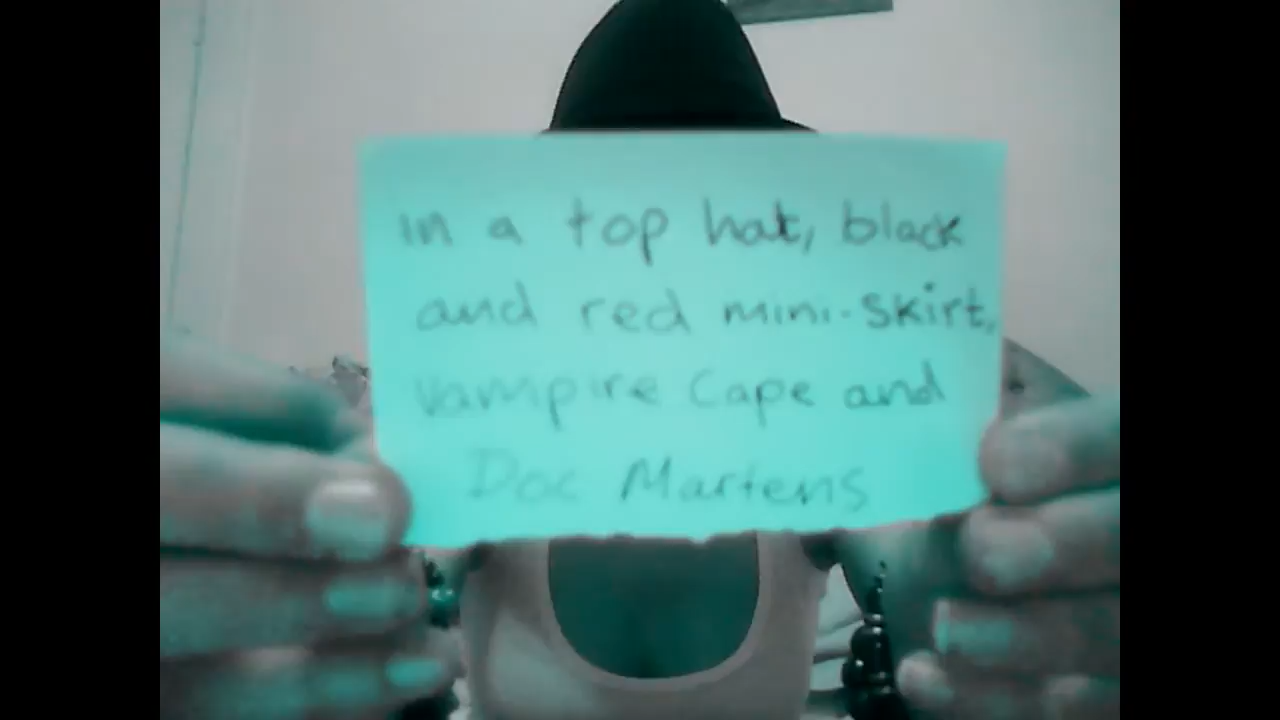 in a top hat, black
and red mini-skirt,
vampire cape and
Doc Martens